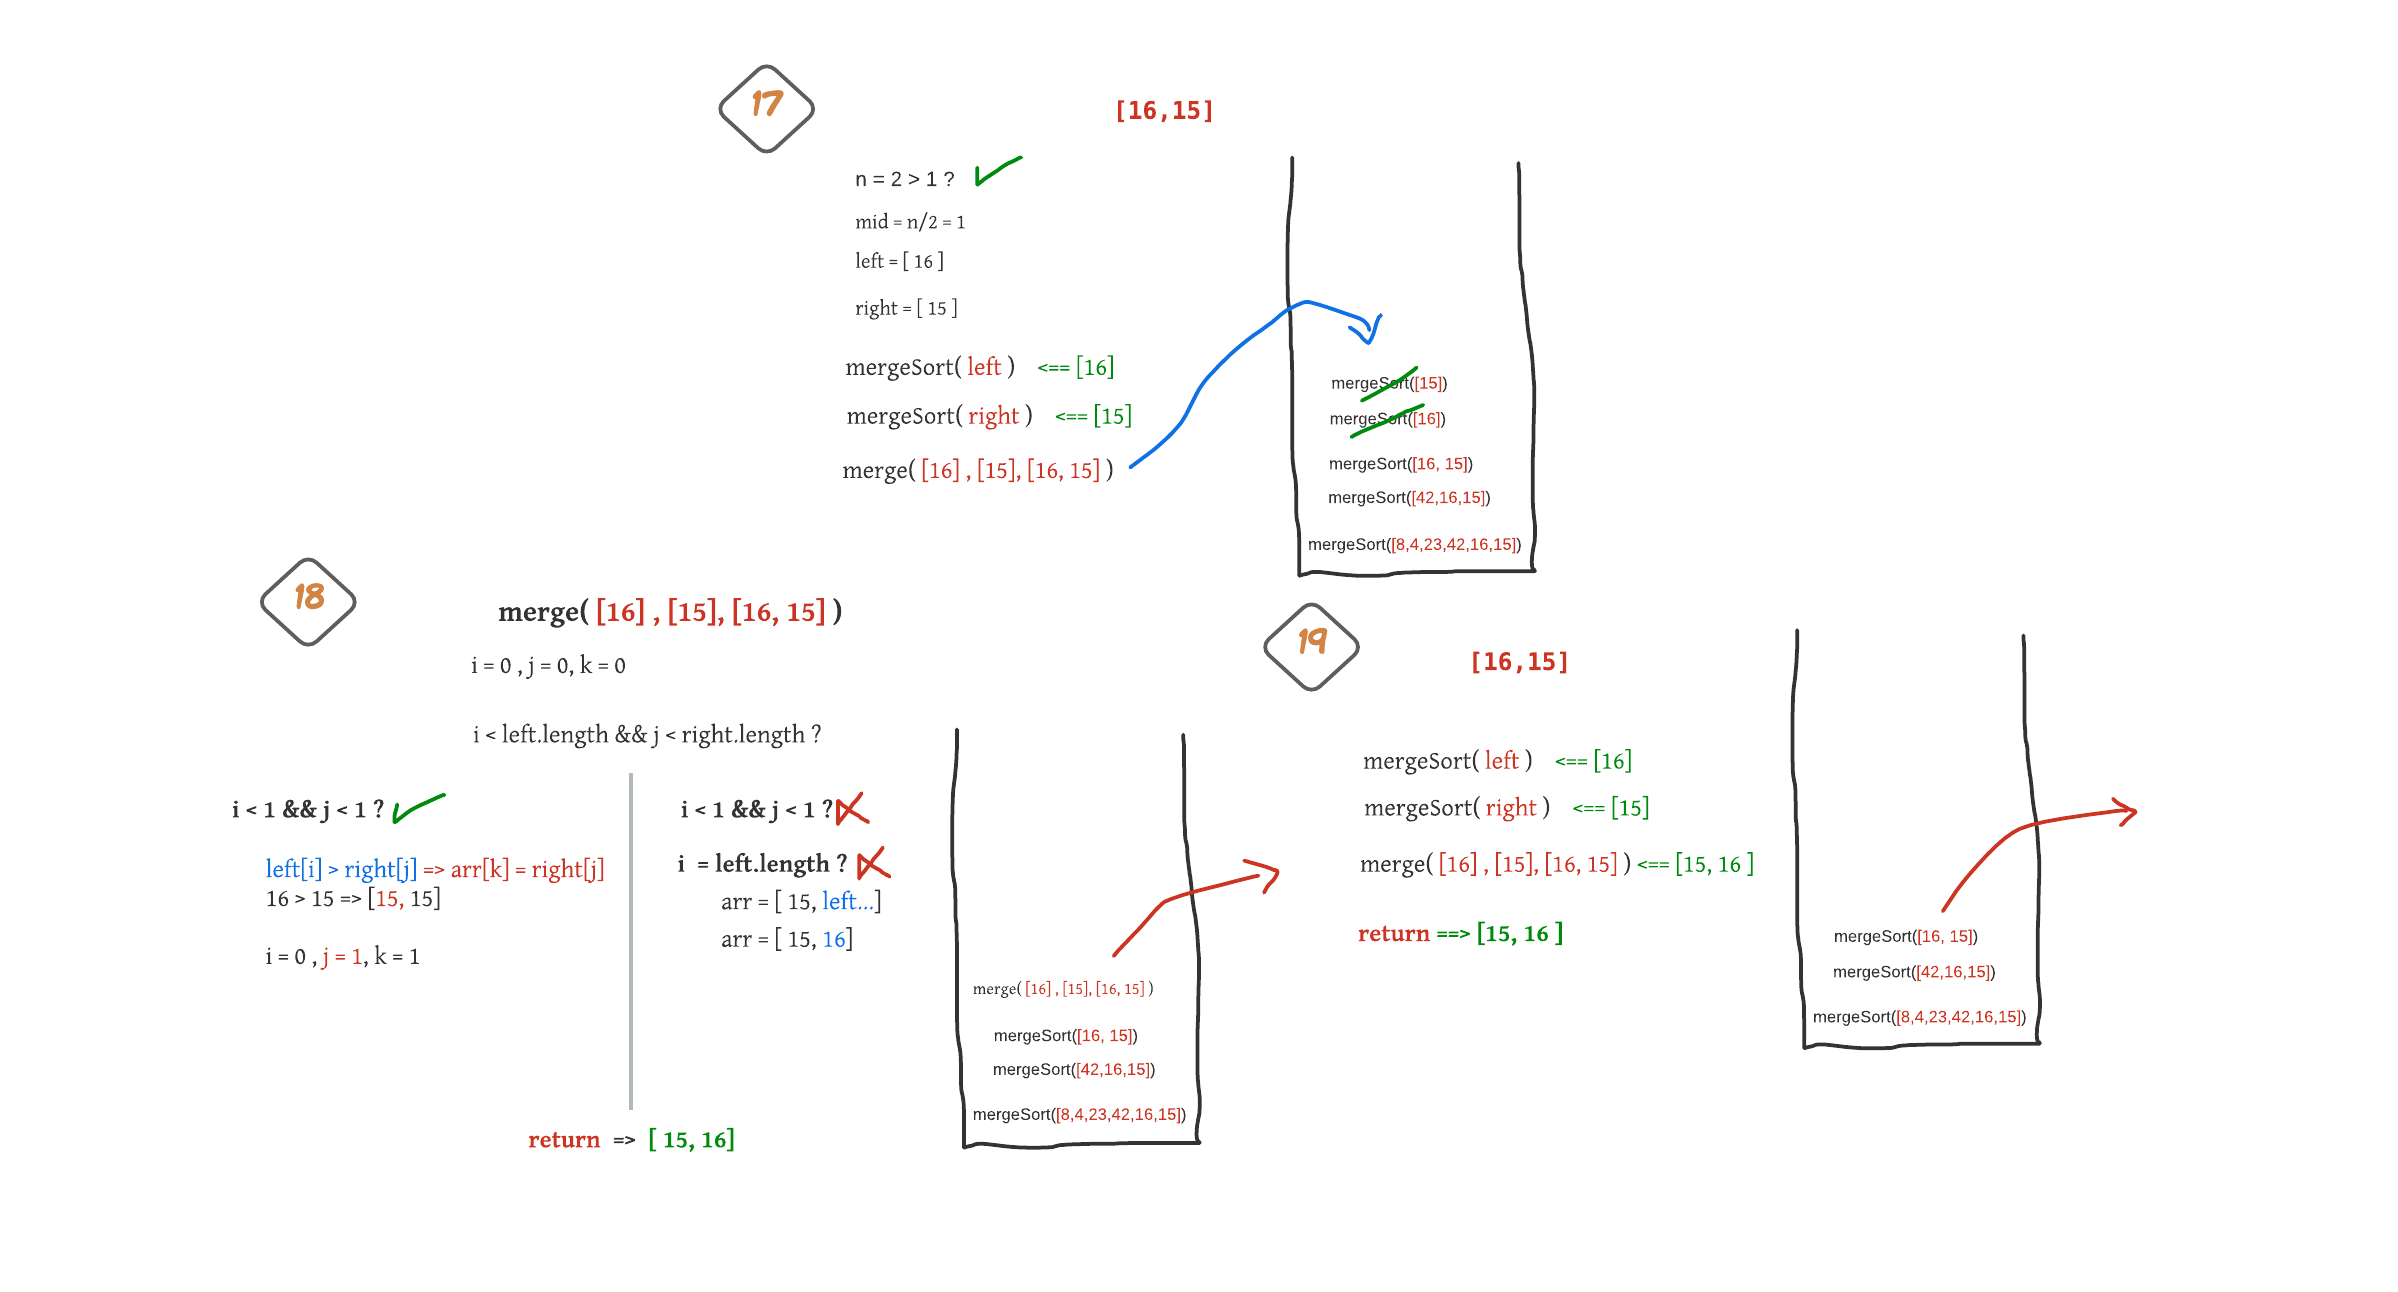 17
[16,15]
n = 2 > 1 ?
mid = n/2 = 1
left = [ 16 ]
right = [ 15 ]
mergeSort( left ) <== [16]
mergeSort( right ) <== [15]
merge( [16] , [15], [16, 15] )
mergeSort([15])
mergeSort([16])
mergeSort([16, 15])
mergeSort([42,16,15])
mergeSort([8,4,23,42,16,15])
18
merge( [16] , [15], [16, 15] )
i = 0 , j = 0, k = 0
i < left.length && j < right.length ?
i < 1 && j < 1 ?
left[i] > right[j] => arr[k] = right[j]
16 > 15 => [15, 15]
i = 0 , j = 1, k = 1
i < 1 && j < 1 ?
i = left.length ?
arr = [ 15, left...]
arr = [ 15, 16]
return => [ 15, 16]
merge( [16] , [15], [16, 15] )
mergeSort([16, 15])
mergeSort([42,16,15])
mergeSort([8,4,23,42,16,15])
19
[16,15]
mergeSort( left ) <== [16]
mergeSort( right ) <== [15]
merge( [16] , [15], [16, 15] ) <== [15, 16 ]
return ==> [15, 16 ]
mergeSort([16, 15])
mergeSort([42,16,15])
mergeSort([8,4,23,42,16,15])